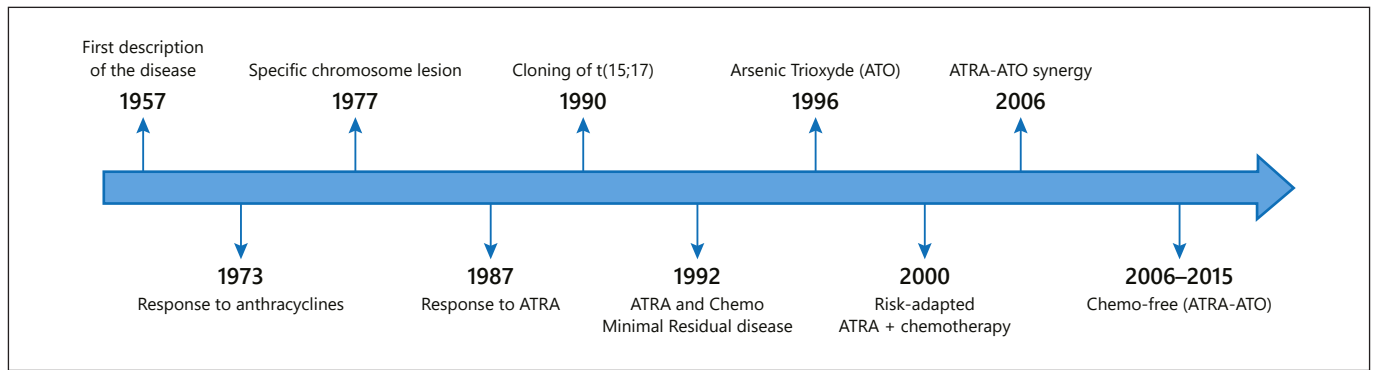 First description
of the disease
1957
Specific chromosome lesion
1977
Cloning of t(15;17)
1990
Arsenic Trioxyde (ATO)
1996
ATRA-ATO synergy
2006
1973
Response to anthracyclines
1987
Response to ATRA
1992
ATRA and Chemo
Minimal Residual disease
2000
Risk-adapted
ATRA + chemotherapy
2006–2015
Chemo-free (ATRA-ATO)